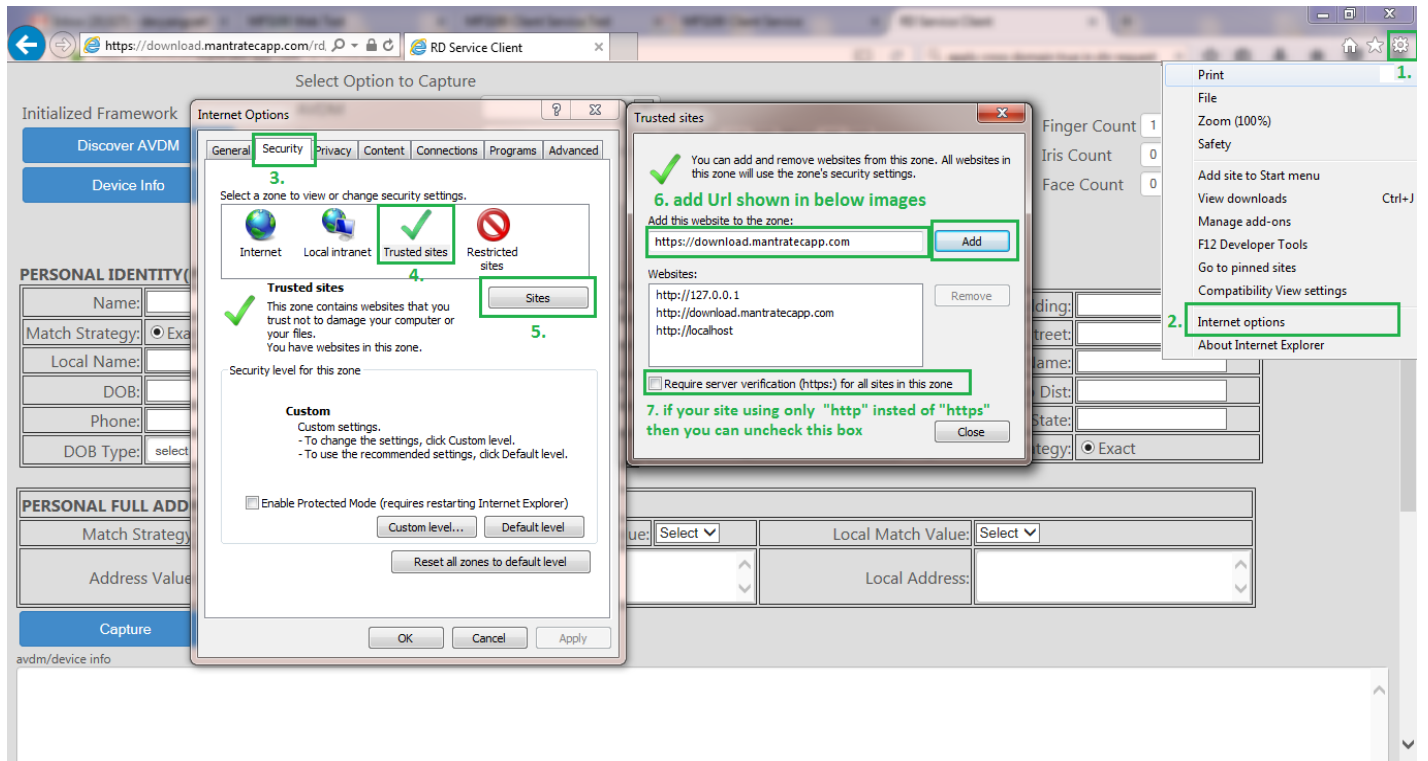 https://download.mantratecapp.com/rd,
RD Service Client
1.
Print
File
Zoom (100%)
Safety
Add site to Start menu
View downloads Ctrl+J
Manage add-ons
F12 Developer Tools
Go to pinned sites
Compatibility View settings
2. Internet options
About Internet Explorer
Select Option to Capture
Initialized Framework
Discover AVDM
Device Info
Finger Count 1
Iris Count 0
Face Count 0
Internet Options
General Security Privacy Content Connections Programs Advanced
3.
Select a zone to view or change security settings.
Internet Local intranet Trusted sites Restricted sites
4.
Trusted sites
This zone contains websites that you
trust not to damage your computer or
your files.
You have websites in this zone.
Sites
5.
Security level for this zone
Custom
Custom settings.
- To change the settings, click Custom level.
- To use the recommended settings, click Default level.
Enable Protected Mode (requires restarting Internet Explorer)
Custom level... Default level
Reset all zones to default level
OK Cancel Apply
Trusted sites
You can add and remove websites from this zone. All websites in
this zone will use the zone's security settings.
6. add Url shown in below images
Add this website to the zone:
https://download.mantratecapp.com Add
Websites:
http://127.0.0.1
http://download.mantratecapp.com
http://localhost
Remove
Require server verification (https:) for all sites in this zone
7. if your site using only "http" insted of "https"
then you can uncheck this box
Close
PERSONAL IDENTITY(
Name:
Match Strategy: Exa
Local Name:
DOB:
Phone:
DOB Type: select
lding:
treet:
Name:
Dist:
State:
tegy: Exact
PERSONAL FULL ADD
Match Strategy
ue: Select
Local Match Value: Select
Address Value
Local Address:
Capture
avdm/device info